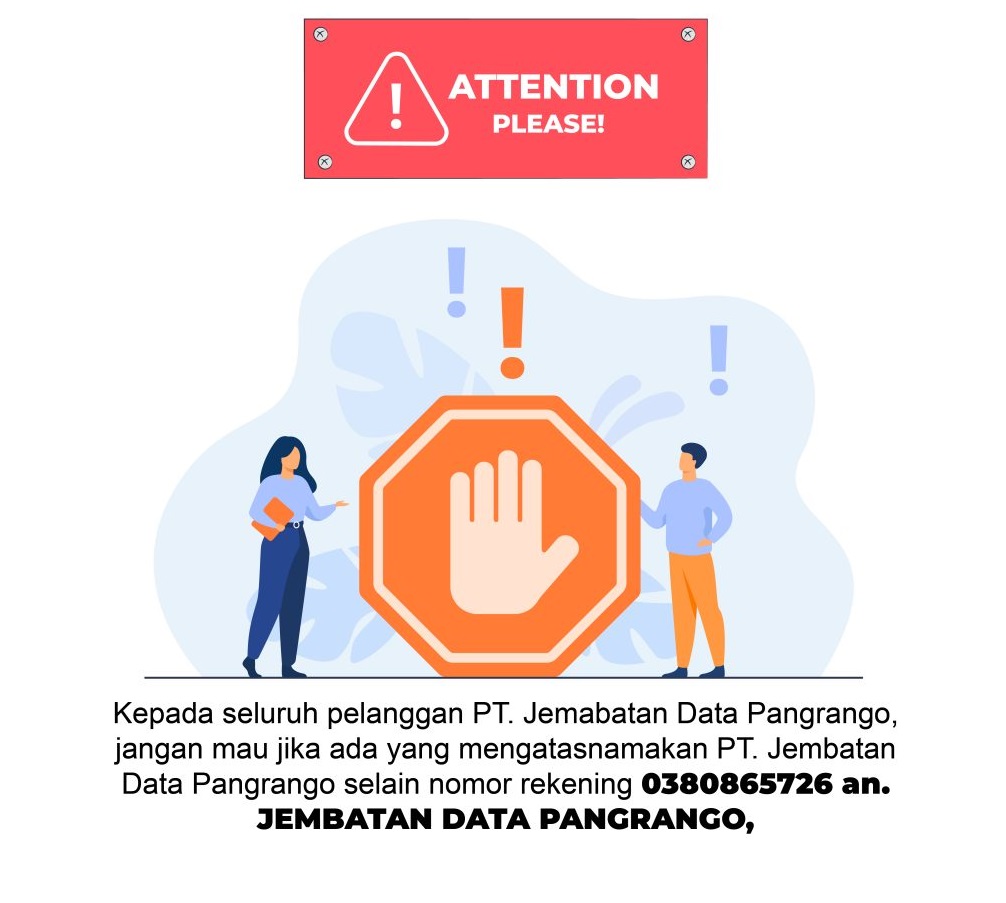 ATTENTION
PLEASE!
Kepada seluruh pelanggan PT. Jemabatan Data Pangrango,
jangan mau jika ada yang mengatasnamakan PT. Jembatan
Data Pangrango selain nomor rekening 0380865726 an.
JEMBATAN DATA PANGRANGO,